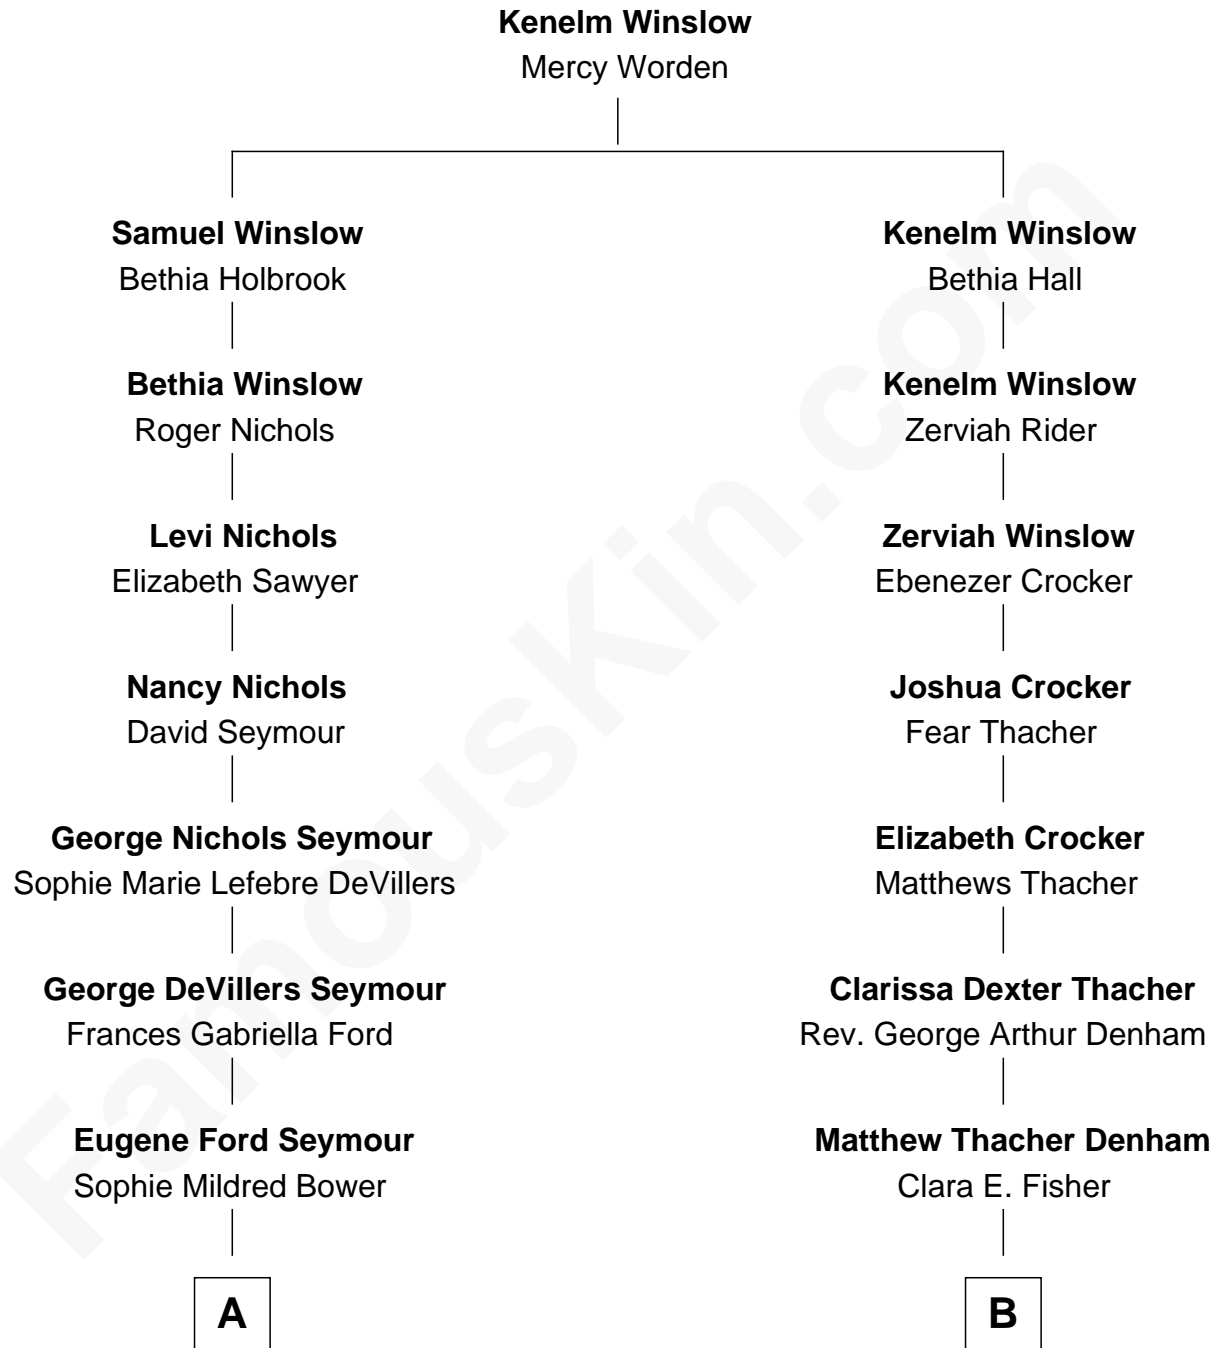 Kenelm Winslow
Mercy Worden
Samuel Winslow
Bethia Holbrook
Kenelm Winslow
Bethia Hall
Bethia Winslow
Roger Nichols
Kenelm Winslow
Zerviah Rider
Levi Nichols
Elizabeth Sawyer
Zerviah Winslow
Ebenezer Crocker
Nancy Nichols
David Seymour
Joshua Crocker
Fear Thacher
George Nichols Seymour
Sophie Marie Lefebre DeVillers
Elizabeth Crocker
Matthews Thacher
George DeVillers Seymour
Frances Gabriella Ford
Clarissa Dexter Thacher
Rev. George Arthur Denham
Eugene Ford Seymour
Sophie Mildred Bower
Matthew Thacher Denham
Clara E. Fisher
A
B
FamousKin.com